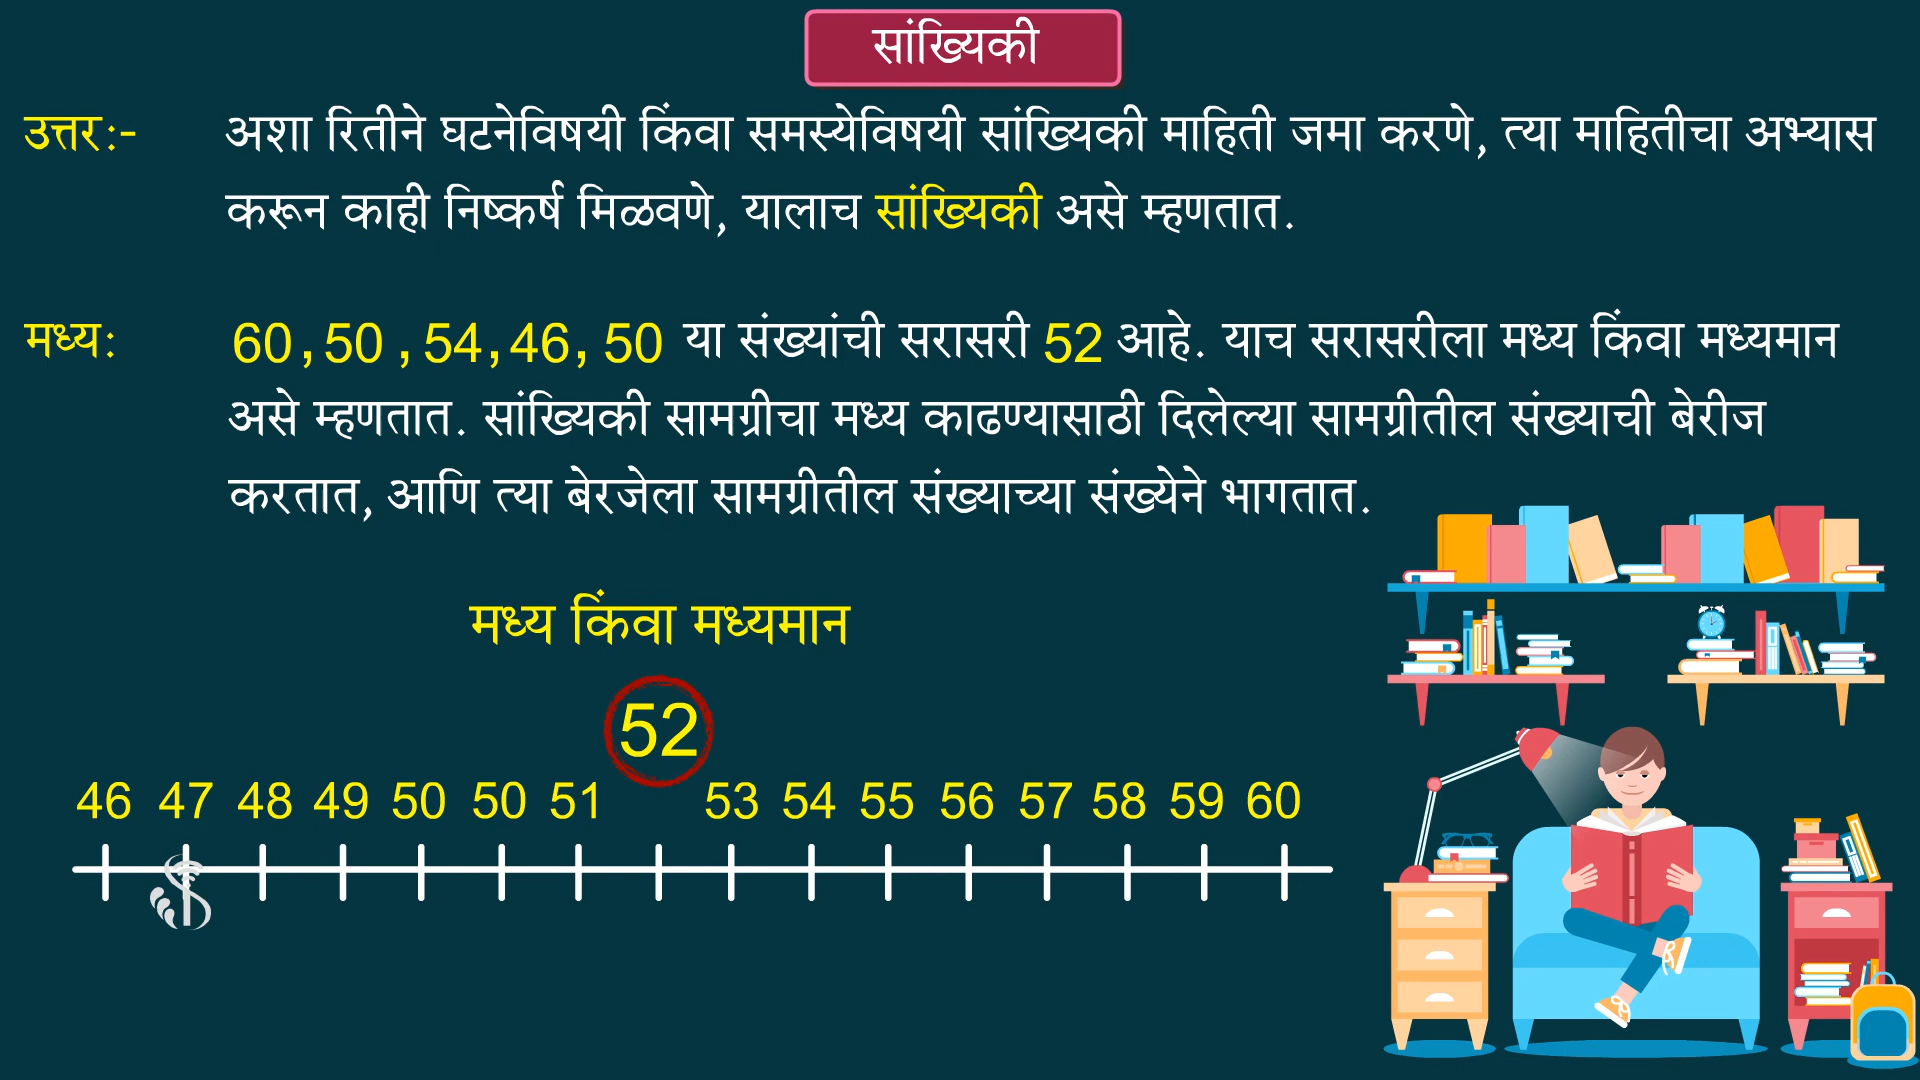 सांख्यिकी
उत्तर:- अशा रितीने घटनेविषयी किंवा समस्येविषयी सांख्यिकी माहिती जमा करणे, त्या माहितीचा अभ्यास
करून काही निष्कर्ष मिळवणे, यालाच सांख्यिकी असे म्हणतात.
मध्य: 60, 50, 54, 46, 50 या संख्यांची सरासरी 52 आहे. याच सरासरीला मध्य किंवा मध्यमान
असे म्हणतात. सांख्यिकी सामग्रीचा मध्य काढण्यासाठी दिलेल्या सामग्रीतील संख्याची बेरीज
करतात, आणि त्या बेरजेला सामग्रीतील संख्याच्या संख्येने भागतात.
मध्य किंवा मध्यमान
52
46 47 48 49 50 50 51 53 54 55 56 57 58 59 60